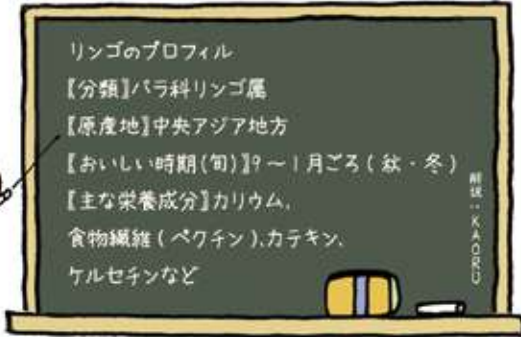 リンゴのプロフィル
〖分類〗バラ科リンゴ属
〖原産地〗中央アジア地方
〖おいしい時期(旬)〗9〜1月ごろ(秋・冬)
〖主な栄養成分〗カリウム、
食物繊維(ペクチン)、カテキン、
ケルセチンなど
解説:KAORU